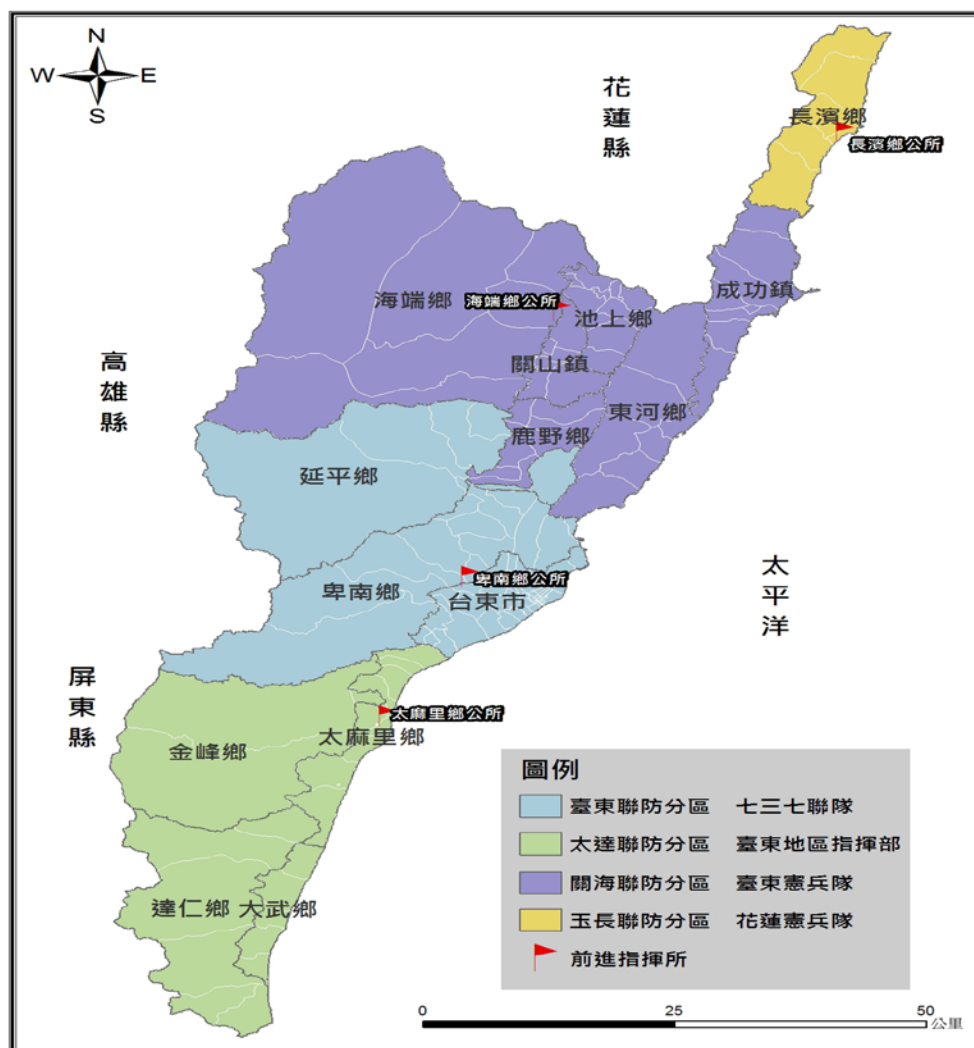 N
W E
S
花蓮縣
長濱鄉
長濱鄉公所
成功鎮
海端鄉
海端鄉公所
池上鄉
關山鎮
高雄縣
東河鄉
鹿野鄉
延平鄉
太平洋
卑南鄉公所
卑南鄉
台東市
屏東縣
太麻里鄉公所
太麻里鄉
金峰鄉
達仁鄉
大武鄉
圖例
臺東聯防分區 七三七聯隊
太達聯防分區 臺東地區指揮部
關海聯防分區 臺東憲兵隊
玉長聯防分區 花蓮憲兵隊
前進指揮所
0 25 50
公里